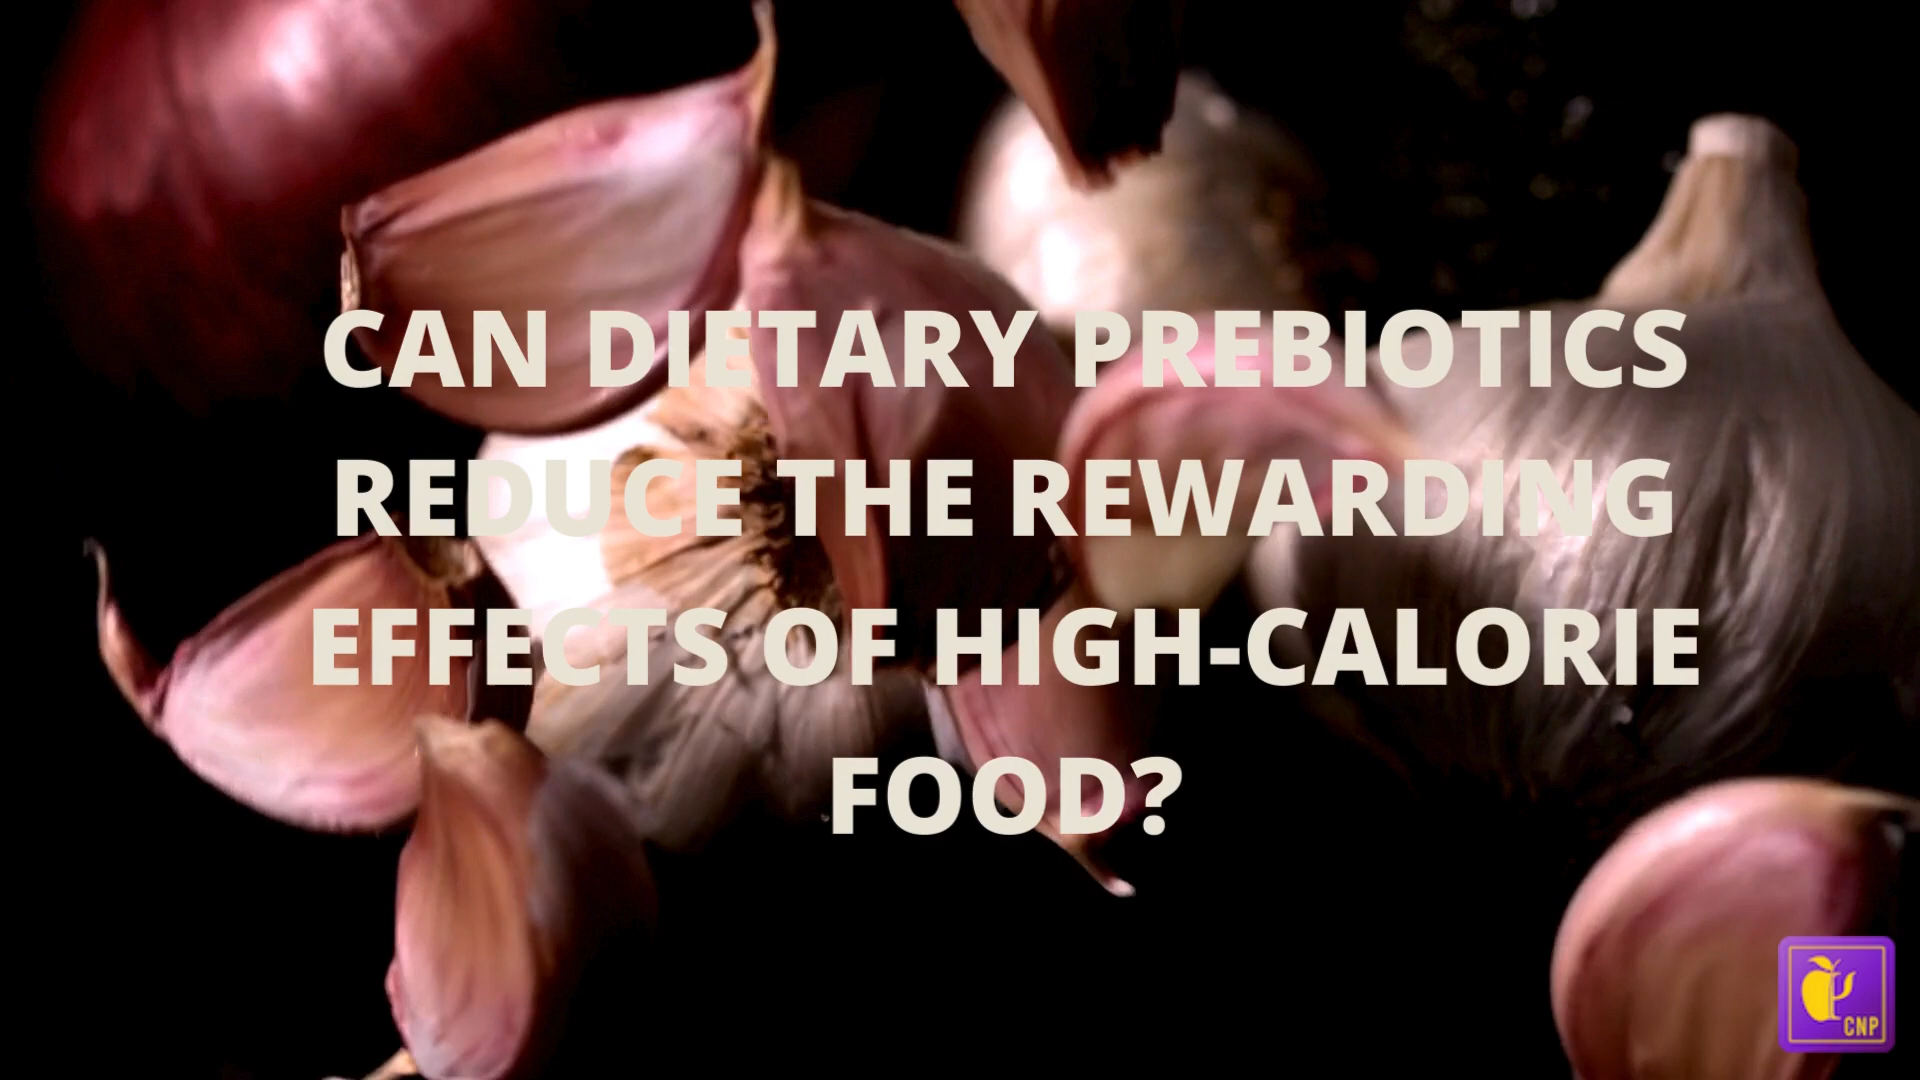 CAN DIETARY PREBIOTICS
REDUCE THE REWARDING
EFFECTS OF HIGH-CALORIE
FOOD?
CNP